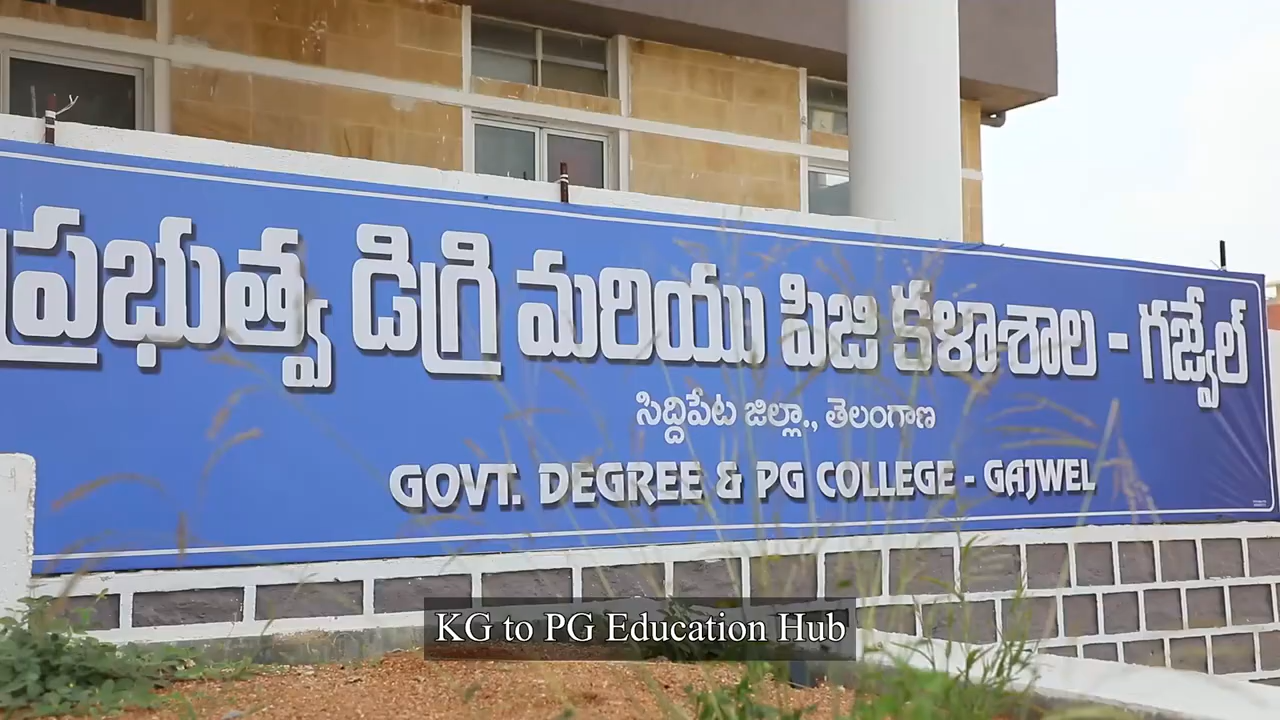 ప్రభుత్వ డిగ్రి మరియు పిజి కళాశాల - గజ్వేల్
సిద్దిపేట జిల్లా., తెలంగాణ
GOVT. DEGREE & PG COLLEGE - GAJWEL
KG to PG Education Hub